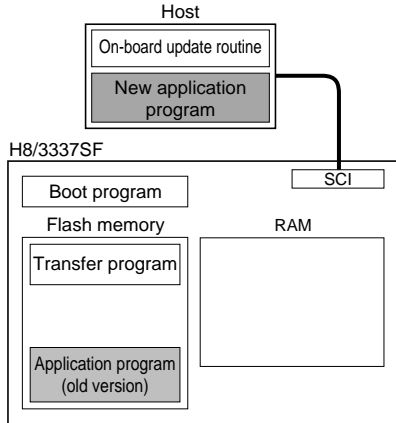 Host
On-board update routine
New application
program
H8/3337SF
SCI
Boot program
Flash memory
RAM
Transfer program
Application program
(old version)